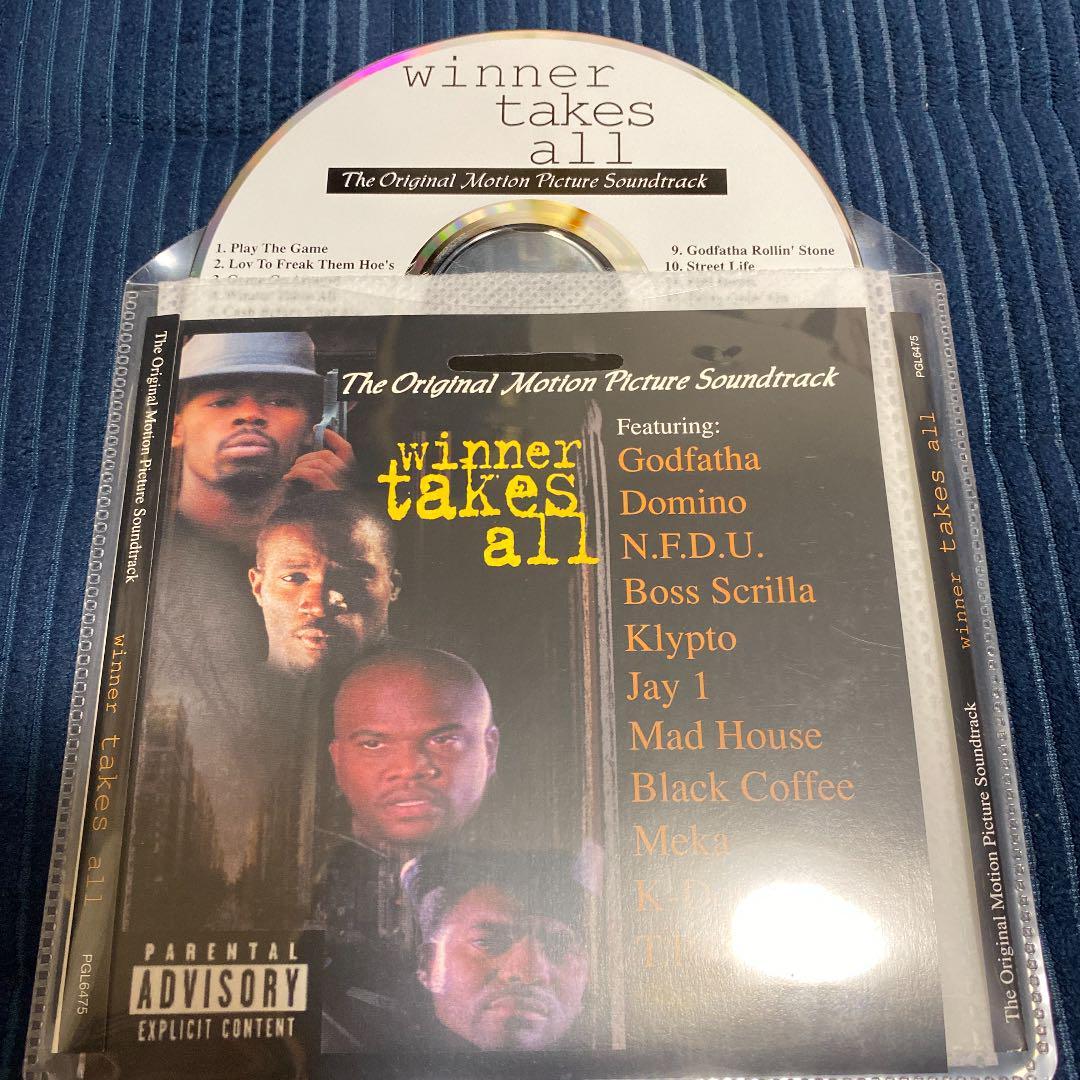 winner
takes
all
The Original Motion Picture Soundtrack
1. Play The Game
2. Lov To Freak Them Hoe's
9. Godfatha Rollin' Stone
10. Street Life
The Original Motion Picture Soundtrack
winner
takes
all
Featuring:
Godfatha
Domino
N.F.D.U.
Boss Scrilla
Klypto
Jay 1
Mad House
Black Coffee
Meka
PARENTAL
ADVISORY
EXPLICIT CONTENT
The Original Motion Picture Soundtrack
winner takes all
PGL6475
PGL6475
winner takes all
The Original Motion Picture Soundtrack